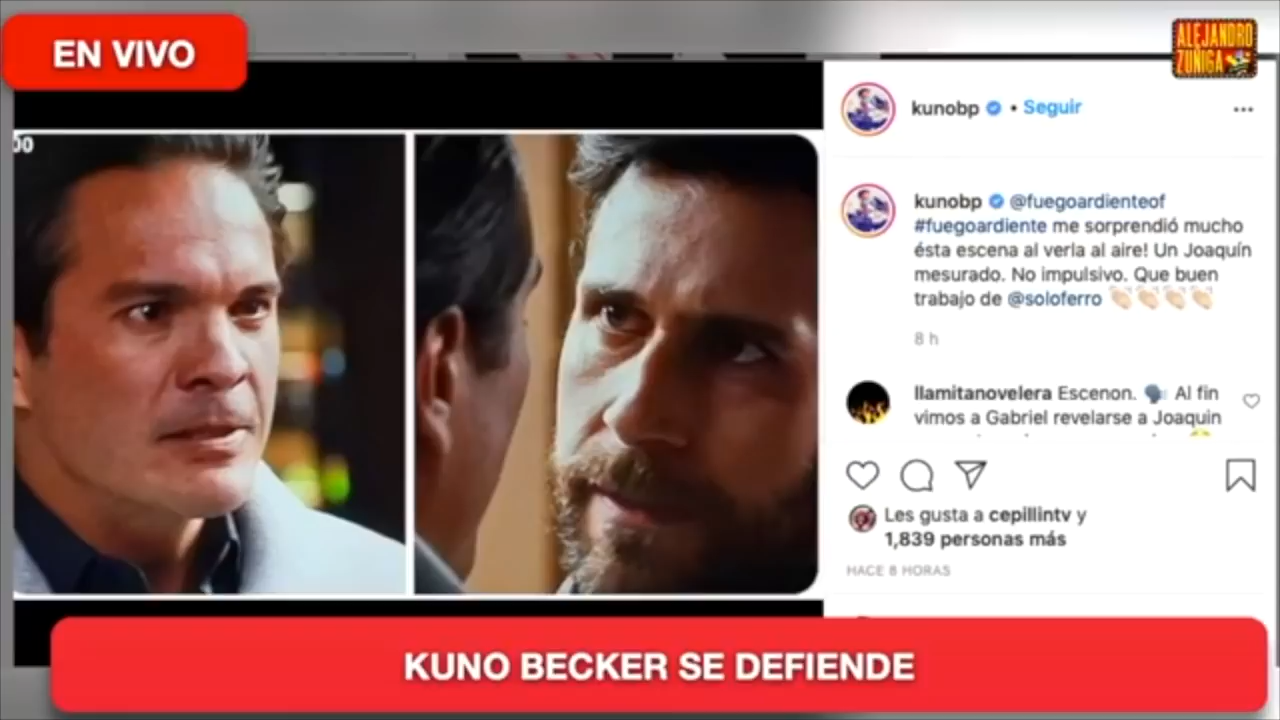 EN VIVO
ALEJANDRO
ZUÑIGA
00
kunobp • Seguir
kunobp @fuegoardienteof
#fuegoardiente me sorprendió mucho
ésta escena al verla al aire! Un Joaquín
mesurado. No impulsivo. Que buen
trabajo de @soloferro 👏🏻👏🏻👏🏻👏🏻
8 h
llamitanovelera Escenon. 🗣 Al fin
vimos a Gabriel revelarse a Joaquin
Les gusta a cepillintv y
1,839 personas más
HACE 8 HORAS
KUNO BECKER SE DEFIENDE